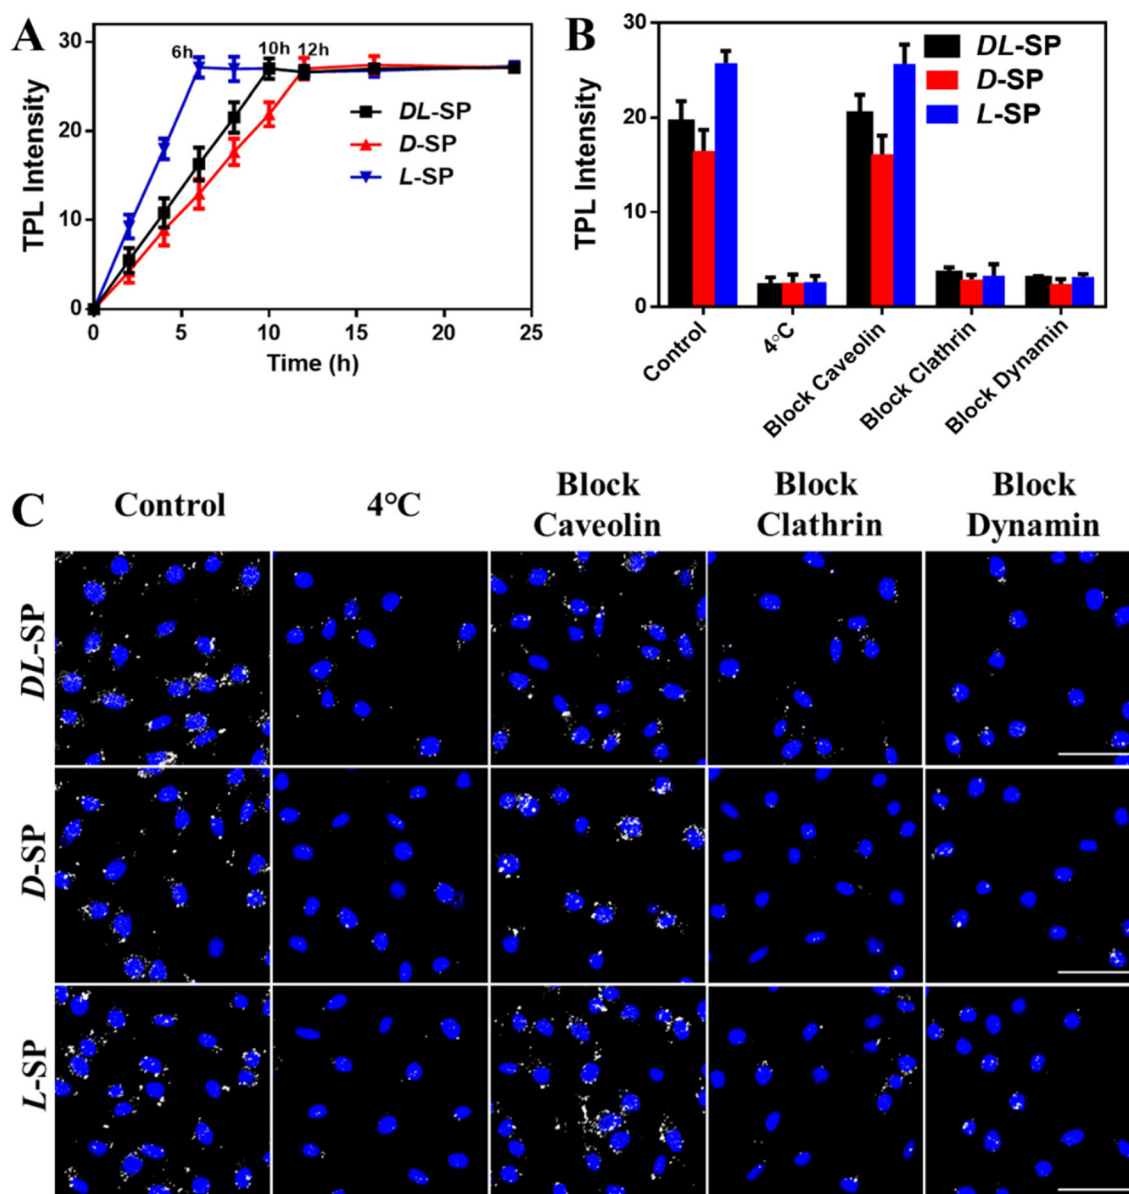 A
30
20
10
0
TPL Intensity
6h
10h
12h
DL-SP
D-SP
L-SP
0
5
10
15
20
25
Time (h)
B
30
20
10
0
TPL Intensity
DL-SP
D-SP
L-SP
Control
4°C
Block Caveolin
Block Clathrin
Block Dynamin
C
Control
4°C
Block
Caveolin
Block
Clathrin
Block
Dynamin
DL-SP
D-SP
L-SP